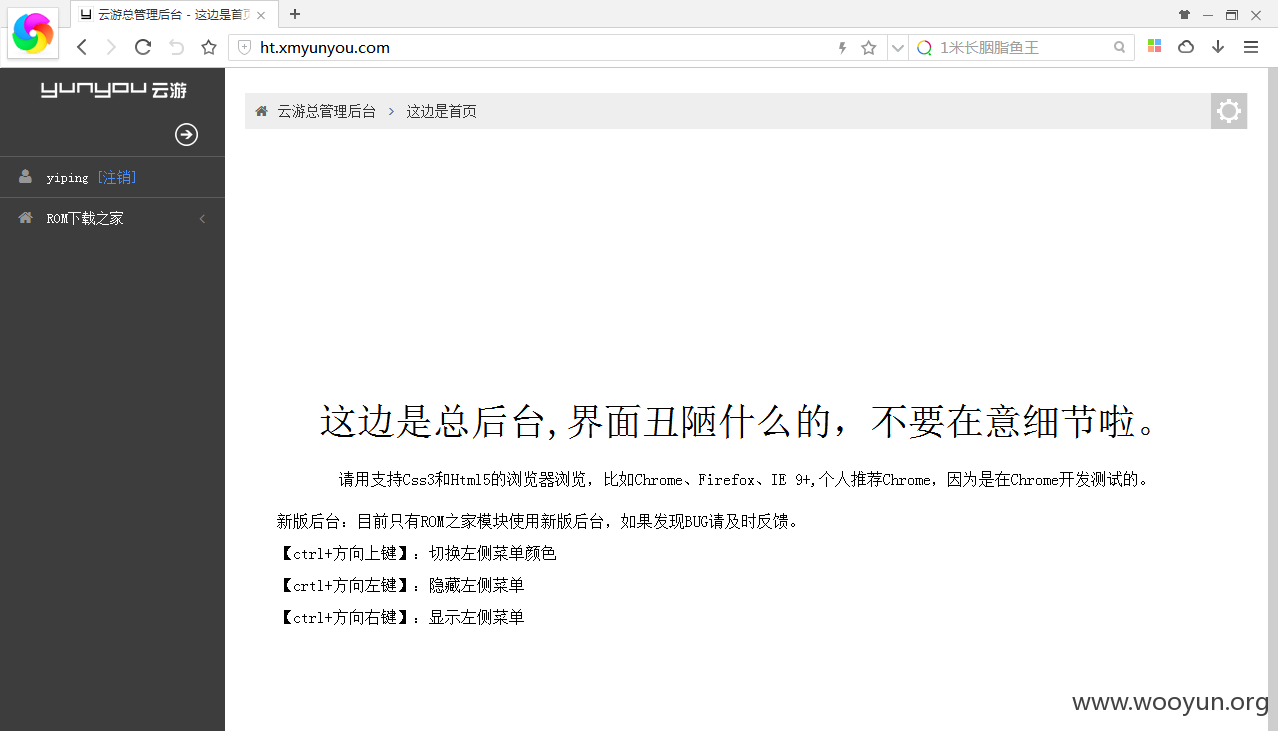 云游总管理后台 - 这边是首页
ht.xmyunyou.com
1米长胭脂鱼王
yunyou 云游
云游总管理后台 > 这边是首页
yiping [注销]
ROM下载之家
这边是总后台,界面丑陋什么的，不要在意细节啦。
请用支持Css3和Html5的浏览器浏览，比如Chrome、Firefox、IE 9+,个人推荐Chrome，因为是在Chrome开发测试的。
新版后台：目前只有ROM之家模块使用新版后台，如果发现BUG请及时反馈。
【ctrl+方向上键】：切换左侧菜单颜色
【crtl+方向左键】：隐藏左侧菜单
【ctrl+方向右键】：显示左侧菜单
www.wooyun.org